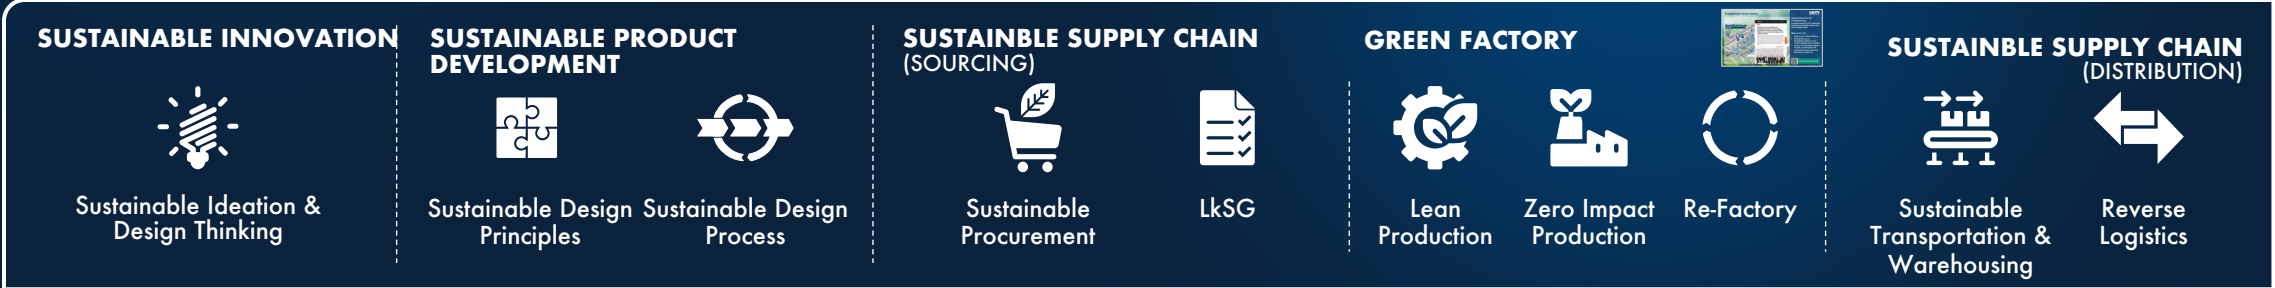 SUSTAINABLE INNOVATION
Sustainable Ideation &
Design Thinking
SUSTAINABLE PRODUCT
DEVELOPMENT
Sustainable Design
Principles
Sustainable Design
Process
SUSTAINBLE SUPPLY CHAIN
(SOURCING)
Sustainable
Procurement
LkSG
GREEN FACTORY
Lean
Production
Zero Impact
Production
Re-Factory
SUSTAINBLE SUPPLY CHAIN
(DISTRIBUTION)
Sustainable
Transportation &
Warehousing
Reverse
Logistics